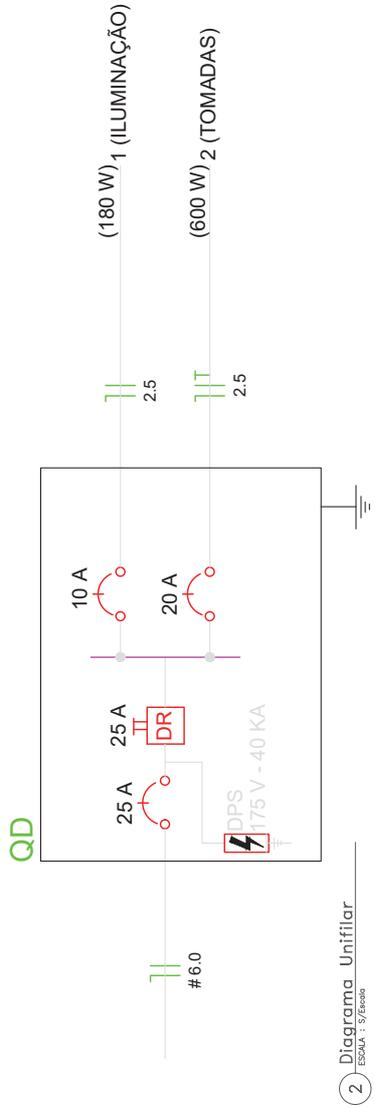 QD
# 6.0
25 A
25 A
DR
DPS
175 V - 40 KA
10 A
20 A
2.5
(180 W)
1 (ILUMINAÇÃO)
2.5
(600 W)
2 (TOMADAS)
2
Diagrama Unifilar
ESCALA : S/Escala